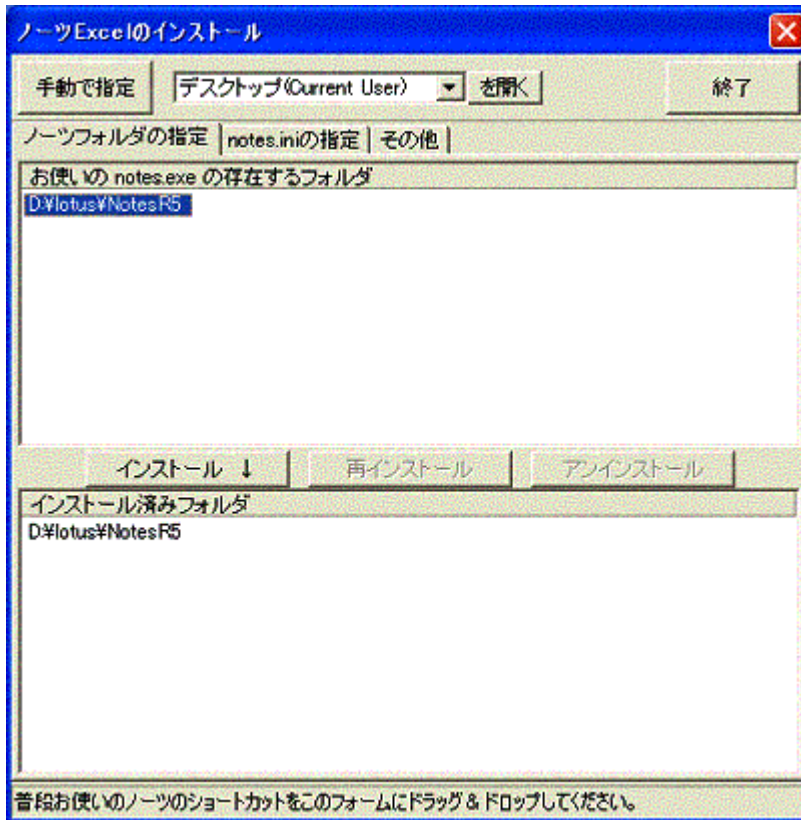 ノーツExcelのインストール
手動で指定 デスクトップ(Current User) を開く 終了
ノーツフォルダの指定 notes.iniの指定 その他
お使いの notes.exe の存在するフォルダ
D:¥lotus¥NotesR5
インストール ↓ 再インストール アンインストール
インストール済みフォルダ
D:¥lotus¥NotesR5
普段お使いのノーツのショートカットをこのフォームにドラッグ&ドロップしてください。